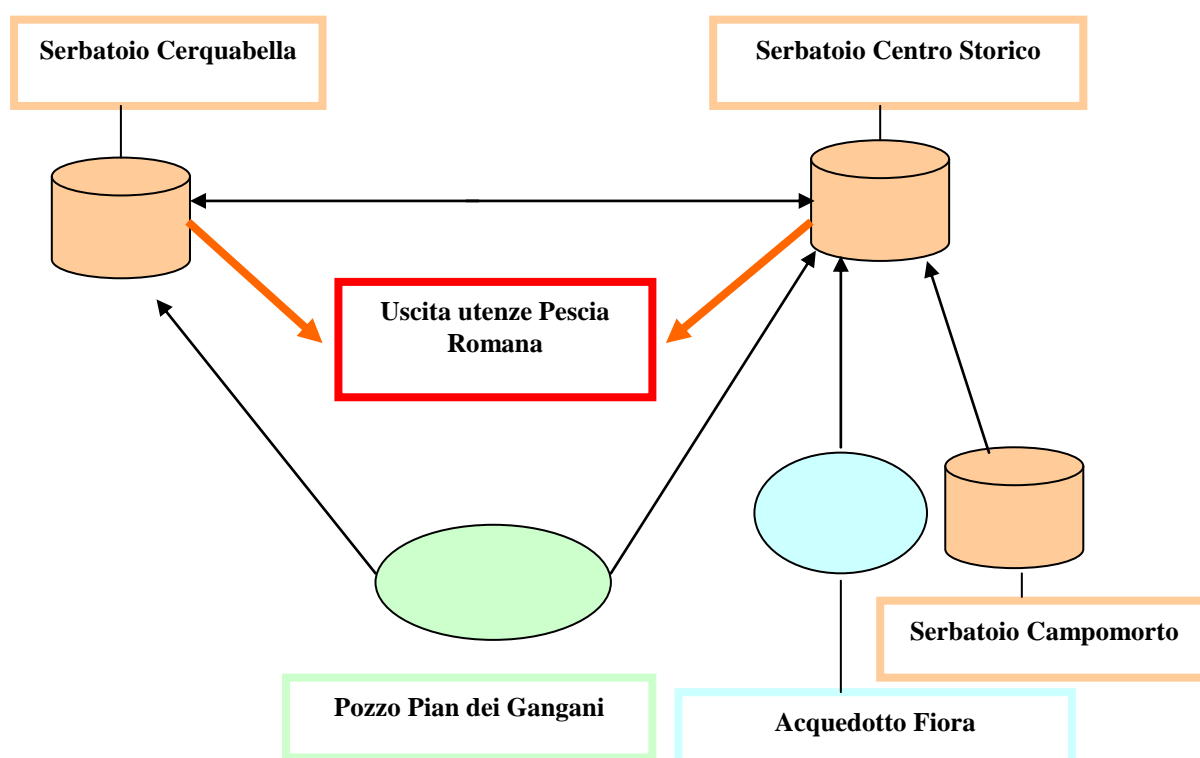 Serbatoio Cerquabella
Serbatoio Centro Storico
Uscita utenze Pescia
Romana
Serbatoio Campomorto
Pozzo Pian dei Gangani
Acquedotto Fiora